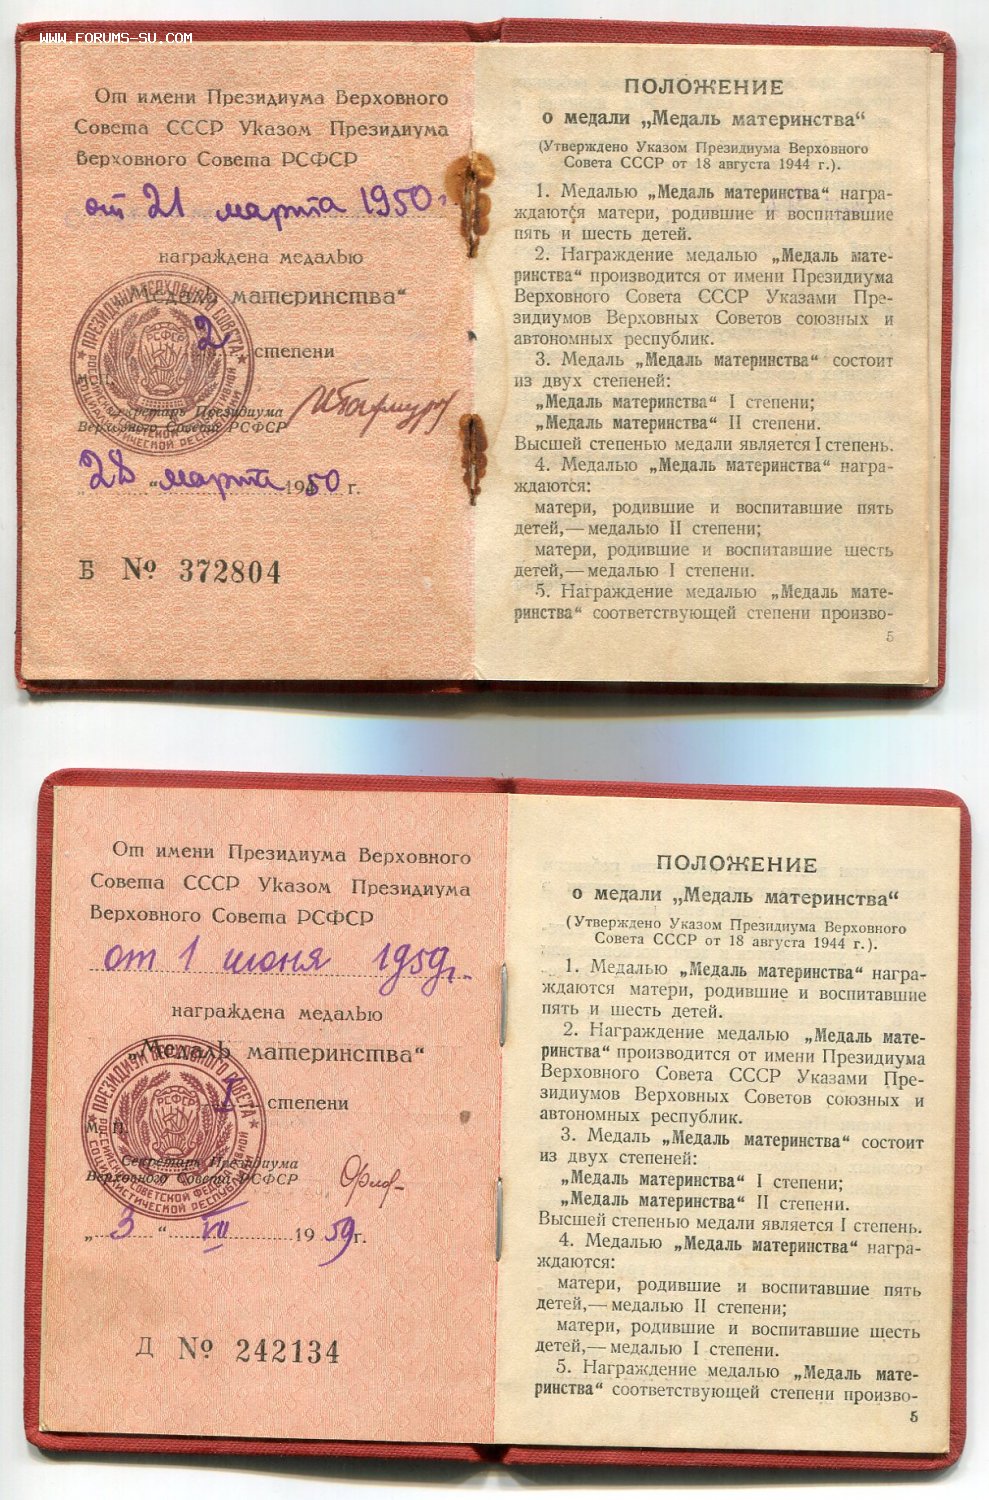 WWW.FORUMS-SU.COM
От имени Президиума Верховного
Совета СССР Указом Президиума
Верховного Совета РСФСР
от 21 марта 1950 г.
награждена медалью
„Медаль материнства“
2 степени
М. П.
Секретарь Президиума
Верховного Совета РСФСР
„28“ марта 1950 г.
Б № 372804
ПОЛОЖЕНИЕ
о медали „Медаль материнства“
(Утверждено Указом Президиума Верховного
Совета СССР от 18 августа 1944 г.).
1. Медалью „Медаль материнства“ награ-
ждаются матери, родившие и воспитавшие
пять и шесть детей.
2. Награждение медалью „Медаль мате-
ринства“ производится от имени Президиума
Верховного Совета СССР Указами Пре-
зидиумов Верховных Советов союзных и
автономных республик.
3. Медаль „Медаль материнства“ состоит
из двух степеней:
„Медаль материнства“ I степени;
„Медаль материнства“ II степени.
Высшей степенью медали является I степень.
4. Медалью „Медаль материнства“ награ-
ждаются:
матери, родившие и воспитавшие пять
детей,—медалью II степени;
матери, родившие и воспитавшие шесть
детей,—медалью I степени.
5. Награждение медалью „Медаль мате-
ринства“ соответствующей степени произво-
5
От имени Президиума Верховного
Совета СССР Указом Президиума
Верховного Совета РСФСР
от 1 июня 1959 г.
награждена медалью
„Медаль материнства“
I степени
М. П.
Секретарь Президиума
Верховного Совета РСФСР
„3“ VII 1959 г.
Д № 242134
ПОЛОЖЕНИЕ
о медали „Медаль материнства“
(Утверждено Указом Президиума Верховного
Совета СССР от 18 августа 1944 г.).
1. Медалью „Медаль материнства“ награ-
ждаются матери, родившие и воспитавшие
пять и шесть детей.
2. Награждение медалью „Медаль мате-
ринства“ производится от имени Президиума
Верховного Совета СССР Указами Пре-
зидиумов Верховных Советов союзных и
автономных республик.
3. Медаль „Медаль материнства“ состоит
из двух степеней:
„Медаль материнства“ I степени;
„Медаль материнства“ II степени.
Высшей степенью медали является I степень.
4. Медалью „Медаль материнства“ награ-
ждаются:
матери, родившие и воспитавшие пять
детей,—медалью II степени;
матери, родившие и воспитавшие шесть
детей,—медалью I степени.
5. Награждение медалью „Медаль мате-
ринства“ соответствующей степени произво-
5